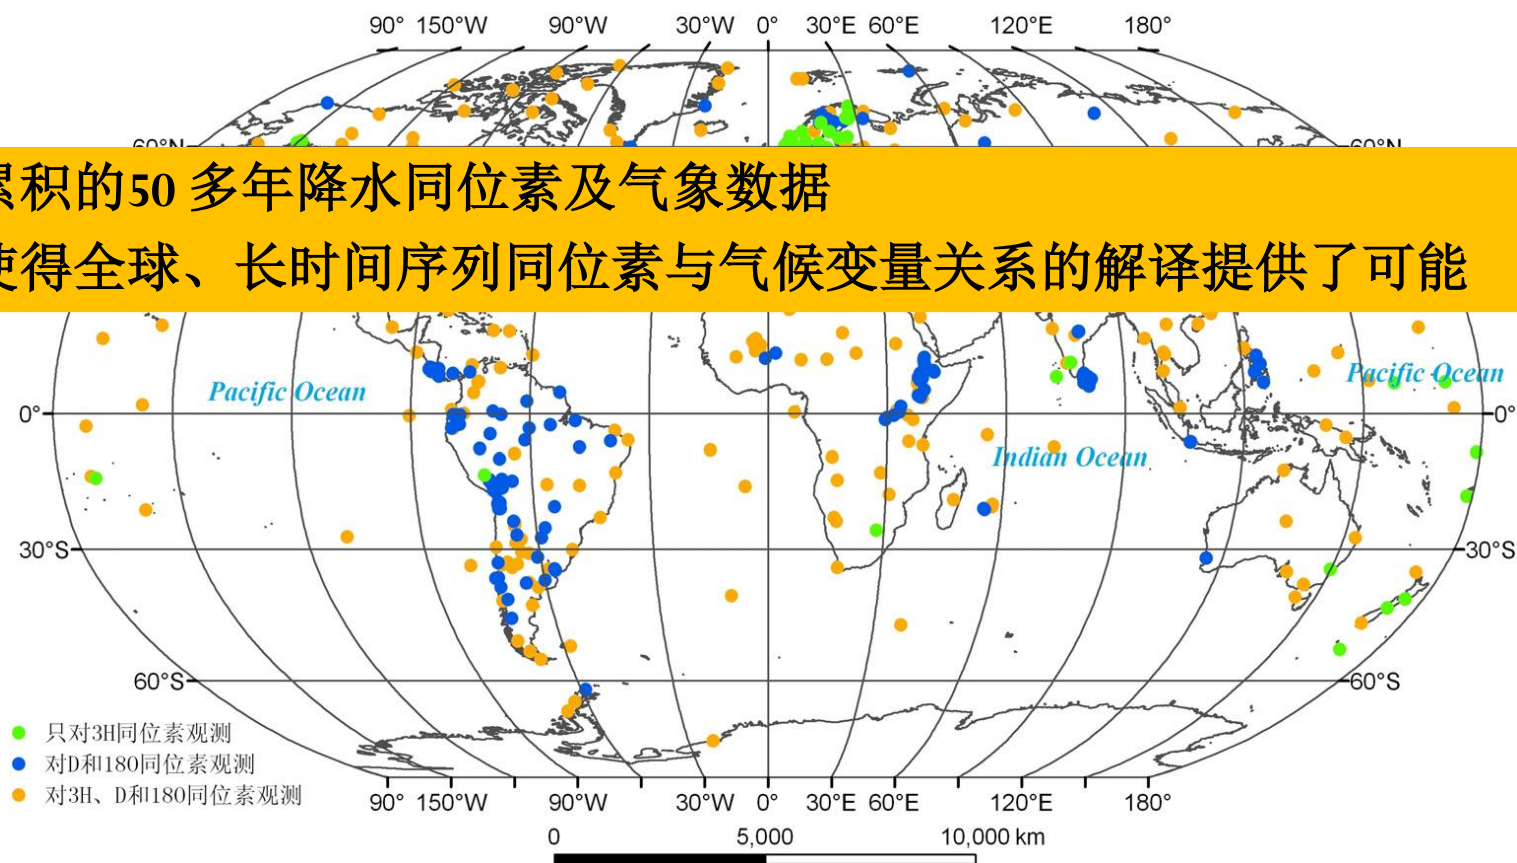 90° 150°W 90°W 30°W 0° 30°E 60°E 120°E 180°
60°N 60°N
累积的50 多年降水同位素及气象数据
使得全球、长时间序列同位素与气候变量关系的解译提供了可能
Pacific Ocean Pacific Ocean
0° 0°
Indian Ocean
30°S 30°S
60°S 60°S
只对3H同位素观测
对D和180同位素观测
对3H、D和180同位素观测
90° 150°W 90°W 30°W 0° 30°E 60°E 120°E 180°
0 5,000 10,000 km